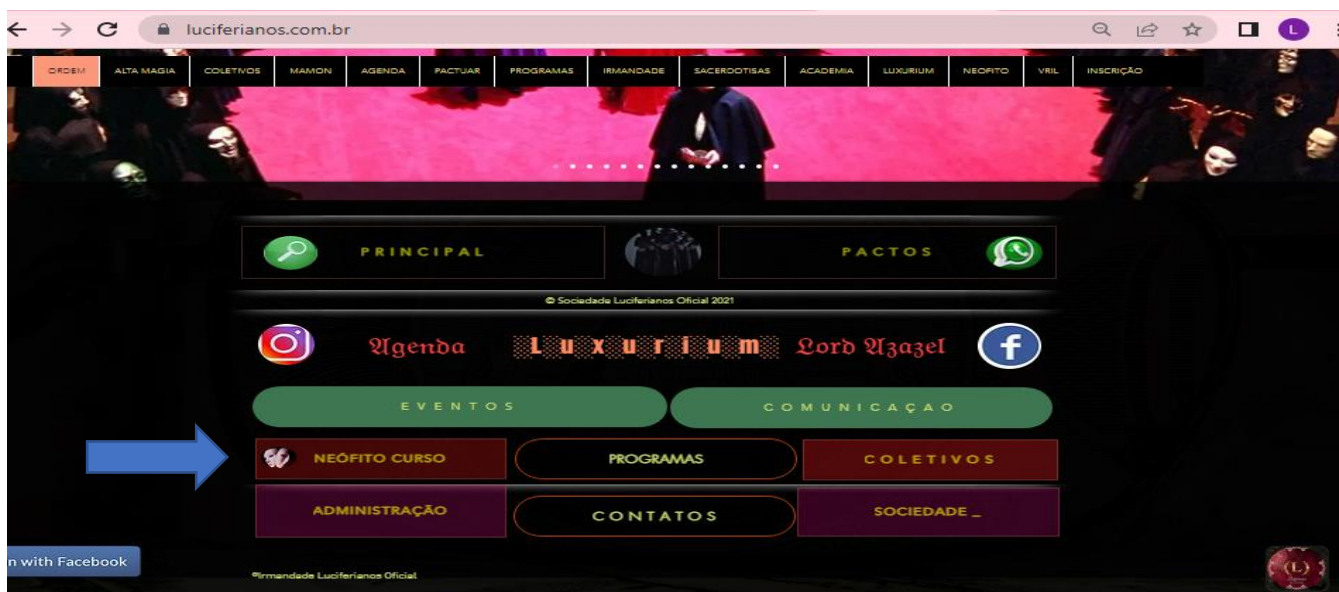 luciferianos.com.br
L
ORDEM ALTA MAGIA COLETIVOS MAMON AGENDA PACTUAR PROGRAMAS IRMANDADE SACERDOTISAS ACADEMIA LUXURIUM NEOFITO VRIL INSCRIÇÃO
PRINCIPAL PACTOS
© Sociedade Luciferianos Oficial 2021
Agenda Luxurium Lord Azazel
EVENTOS COMUNICAÇAO
NEÓFITO CURSO PROGRAMAS COLETIVOS
ADMINISTRAÇÃO CONTATOS SOCIEDADE _
n with Facebook
®Irmandade Luciferianos Oficial
(L)